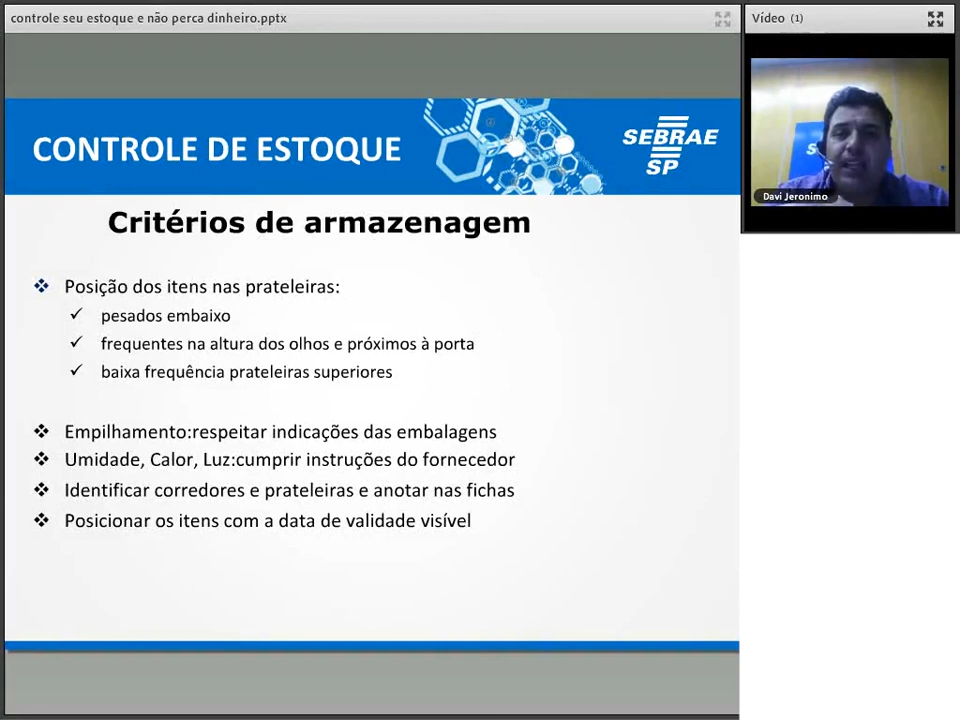 controle seu estoque e não perca dinheiro.pptx
Vídeo (1)
CONTROLE DE ESTOQUE
SEBRAE
SP
Davi Jeronimo
Critérios de armazenagem
Posição dos itens nas prateleiras:
pesados embaixo
frequentes na altura dos olhos e próximos à porta
baixa frequência prateleiras superiores
Empilhamento:respeitar indicações das embalagens
Umidade, Calor, Luz:cumprir instruções do fornecedor
Identificar corredores e prateleiras e anotar nas fichas
Posicionar os itens com a data de validade visível